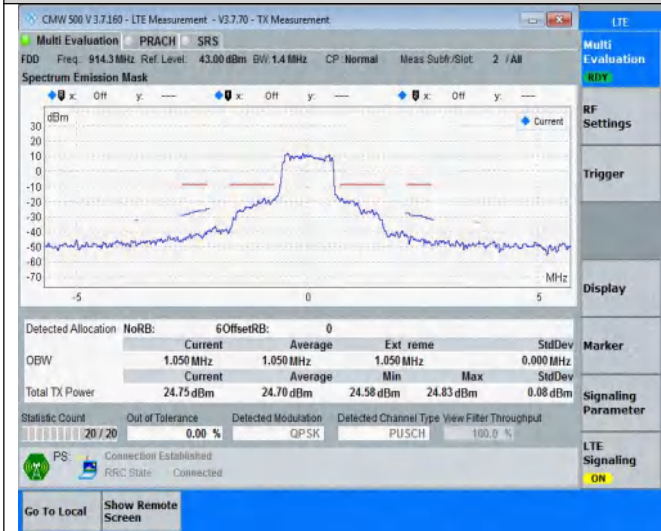 CMW 500 V 3.7.160 - LTE Measurement - V3.7.70 - TX Measurement
LTE
Multi Evaluation PRACH SRS
FDD Freq.: 914.3 MHz Ref. Level: 43.00 dBm BW: 1.4 MHz CP: Normal Meas Subfr./Slot: 2 / All
Spectrum Emission Mask
x: Off y: --- x: Off y: --- x: Off y: ---
dBm
Current
30
20
10
0
-10
-20
-30
-40
-50
-60
-70
MHz
-5 0 5
Detected Allocation NoRB: 6 OffsetRB: 0
Current Average Extreme StdDev
OBW 1.050 MHz 1.050 MHz 1.050 MHz 0.000 MHz
Current Average Min Max StdDev
Total TX Power 24.75 dBm 24.70 dBm 24.58 dBm 24.83 dBm 0.08 dBm
Statistic Count Out of Tolerance Detected Modulation Detected Channel Type View Filter Throughput
20 / 20 0.00 % QPSK PUSCH 100.0 %
PS: Connection Established
RRC State Connected
Multi
Evaluation
RDY
RF
Settings
Trigger
Display
Marker
Signaling
Parameter
LTE
Signaling
ON
Go To Local
Show Remote
Screen